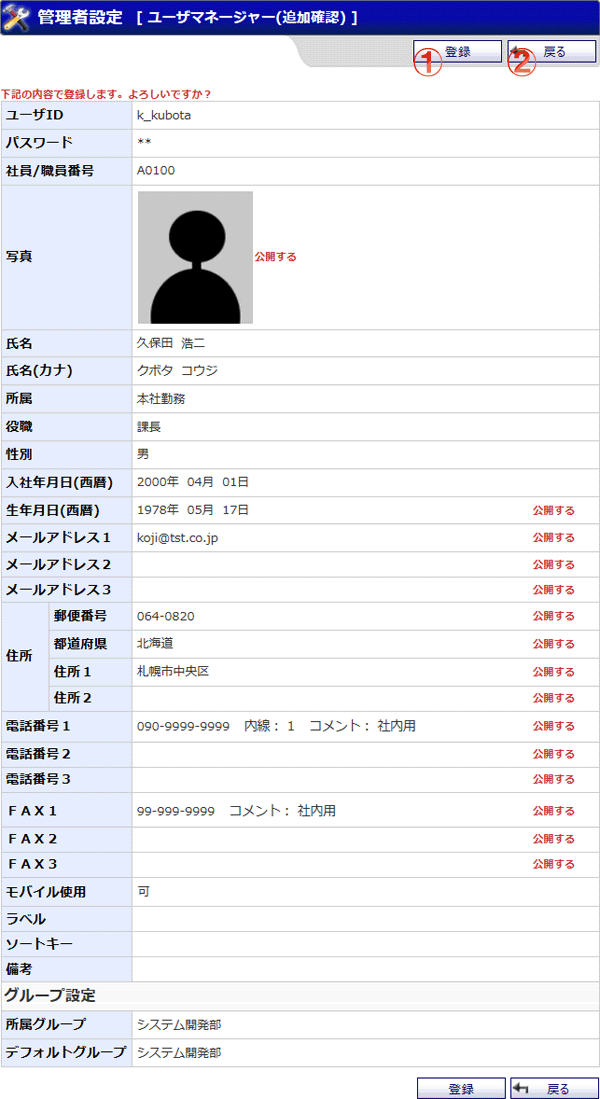 管理者設定 [ ユーザマネージャー(追加確認) ]
① 登録 ② 戻る
下記の内容で登録します。よろしいですか？
ユーザID k_kubota
パスワード **
社員/職員番号 A0100
写真 公開する
氏名 久保田 浩二
氏名(カナ) クボタ コウジ
所属 本社勤務
役職 課長
性別 男
入社年月日(西暦) 2000年 04月 01日
生年月日(西暦) 1978年 05月 17日 公開する
メールアドレス１ koji@tst.co.jp 公開する
メールアドレス２ 公開する
メールアドレス３ 公開する
住所 郵便番号 064-0820 公開する
都道府県 北海道 公開する
住所１ 札幌市中央区 公開する
住所２ 公開する
電話番号１ 090-9999-9999 内線： 1 コメント： 社内用 公開する
電話番号２ 公開する
電話番号３ 公開する
ＦＡＸ１ 99-999-9999 コメント： 社内用 公開する
ＦＡＸ２ 公開する
ＦＡＸ３ 公開する
モバイル使用 可
ラベル
ソートキー
備考
グループ設定
所属グループ システム開発部
デフォルトグループ システム開発部
登録 戻る